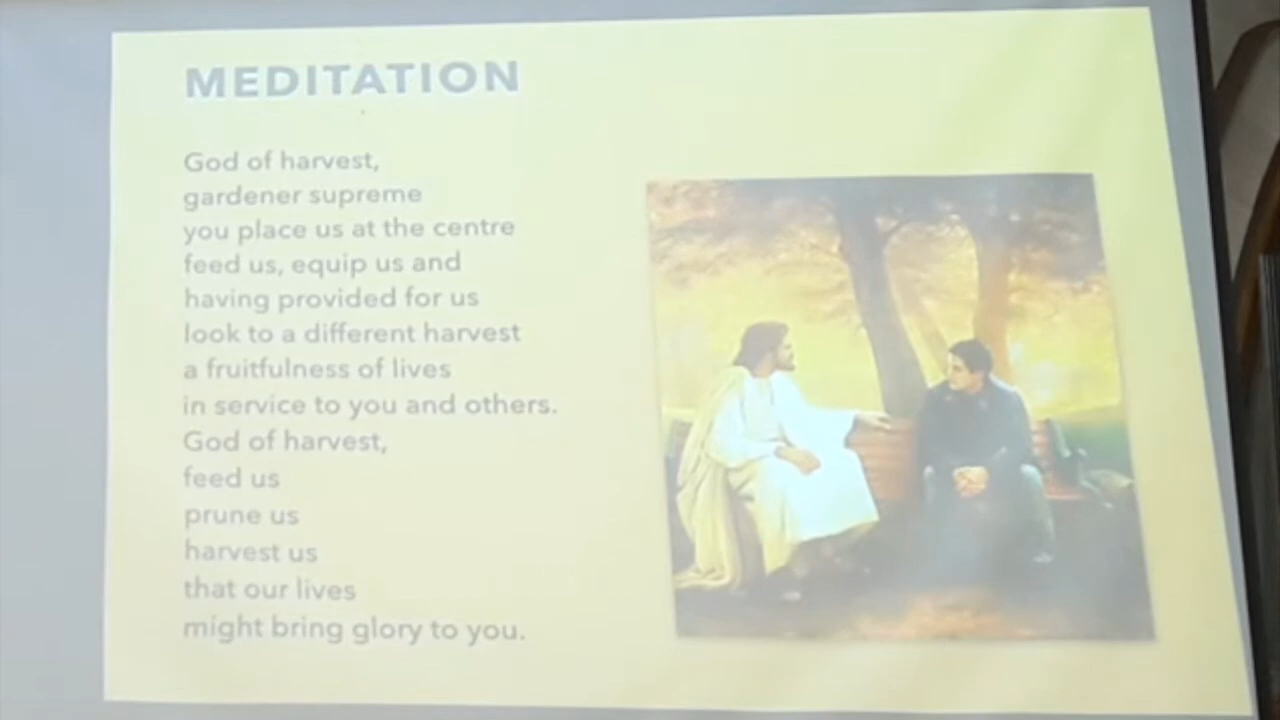 MEDITATION
God of harvest,
gardener supreme
you place us at the centre
feed us, equip us and
having provided for us
look to a different harvest
a fruitfulness of lives
in service to you and others.
God of harvest,
feed us
prune us
harvest us
that our lives
might bring glory to you.